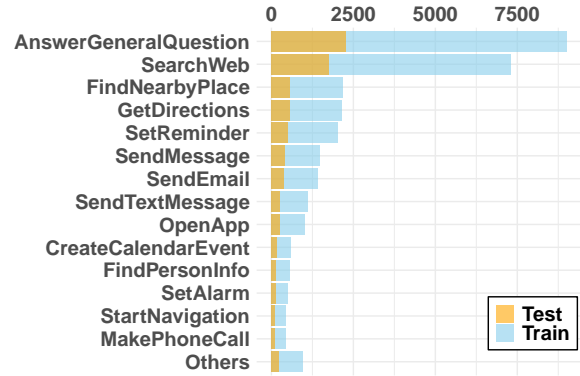 0 2500 5000 7500
AnswerGeneralQuestion
SearchWeb
FindNearbyPlace
GetDirections
SetReminder
SendMessage
SendEmail
SendTextMessage
OpenApp
CreateCalendarEvent
FindPersonInfo
SetAlarm
StartNavigation
MakePhoneCall
Others
Test
Train